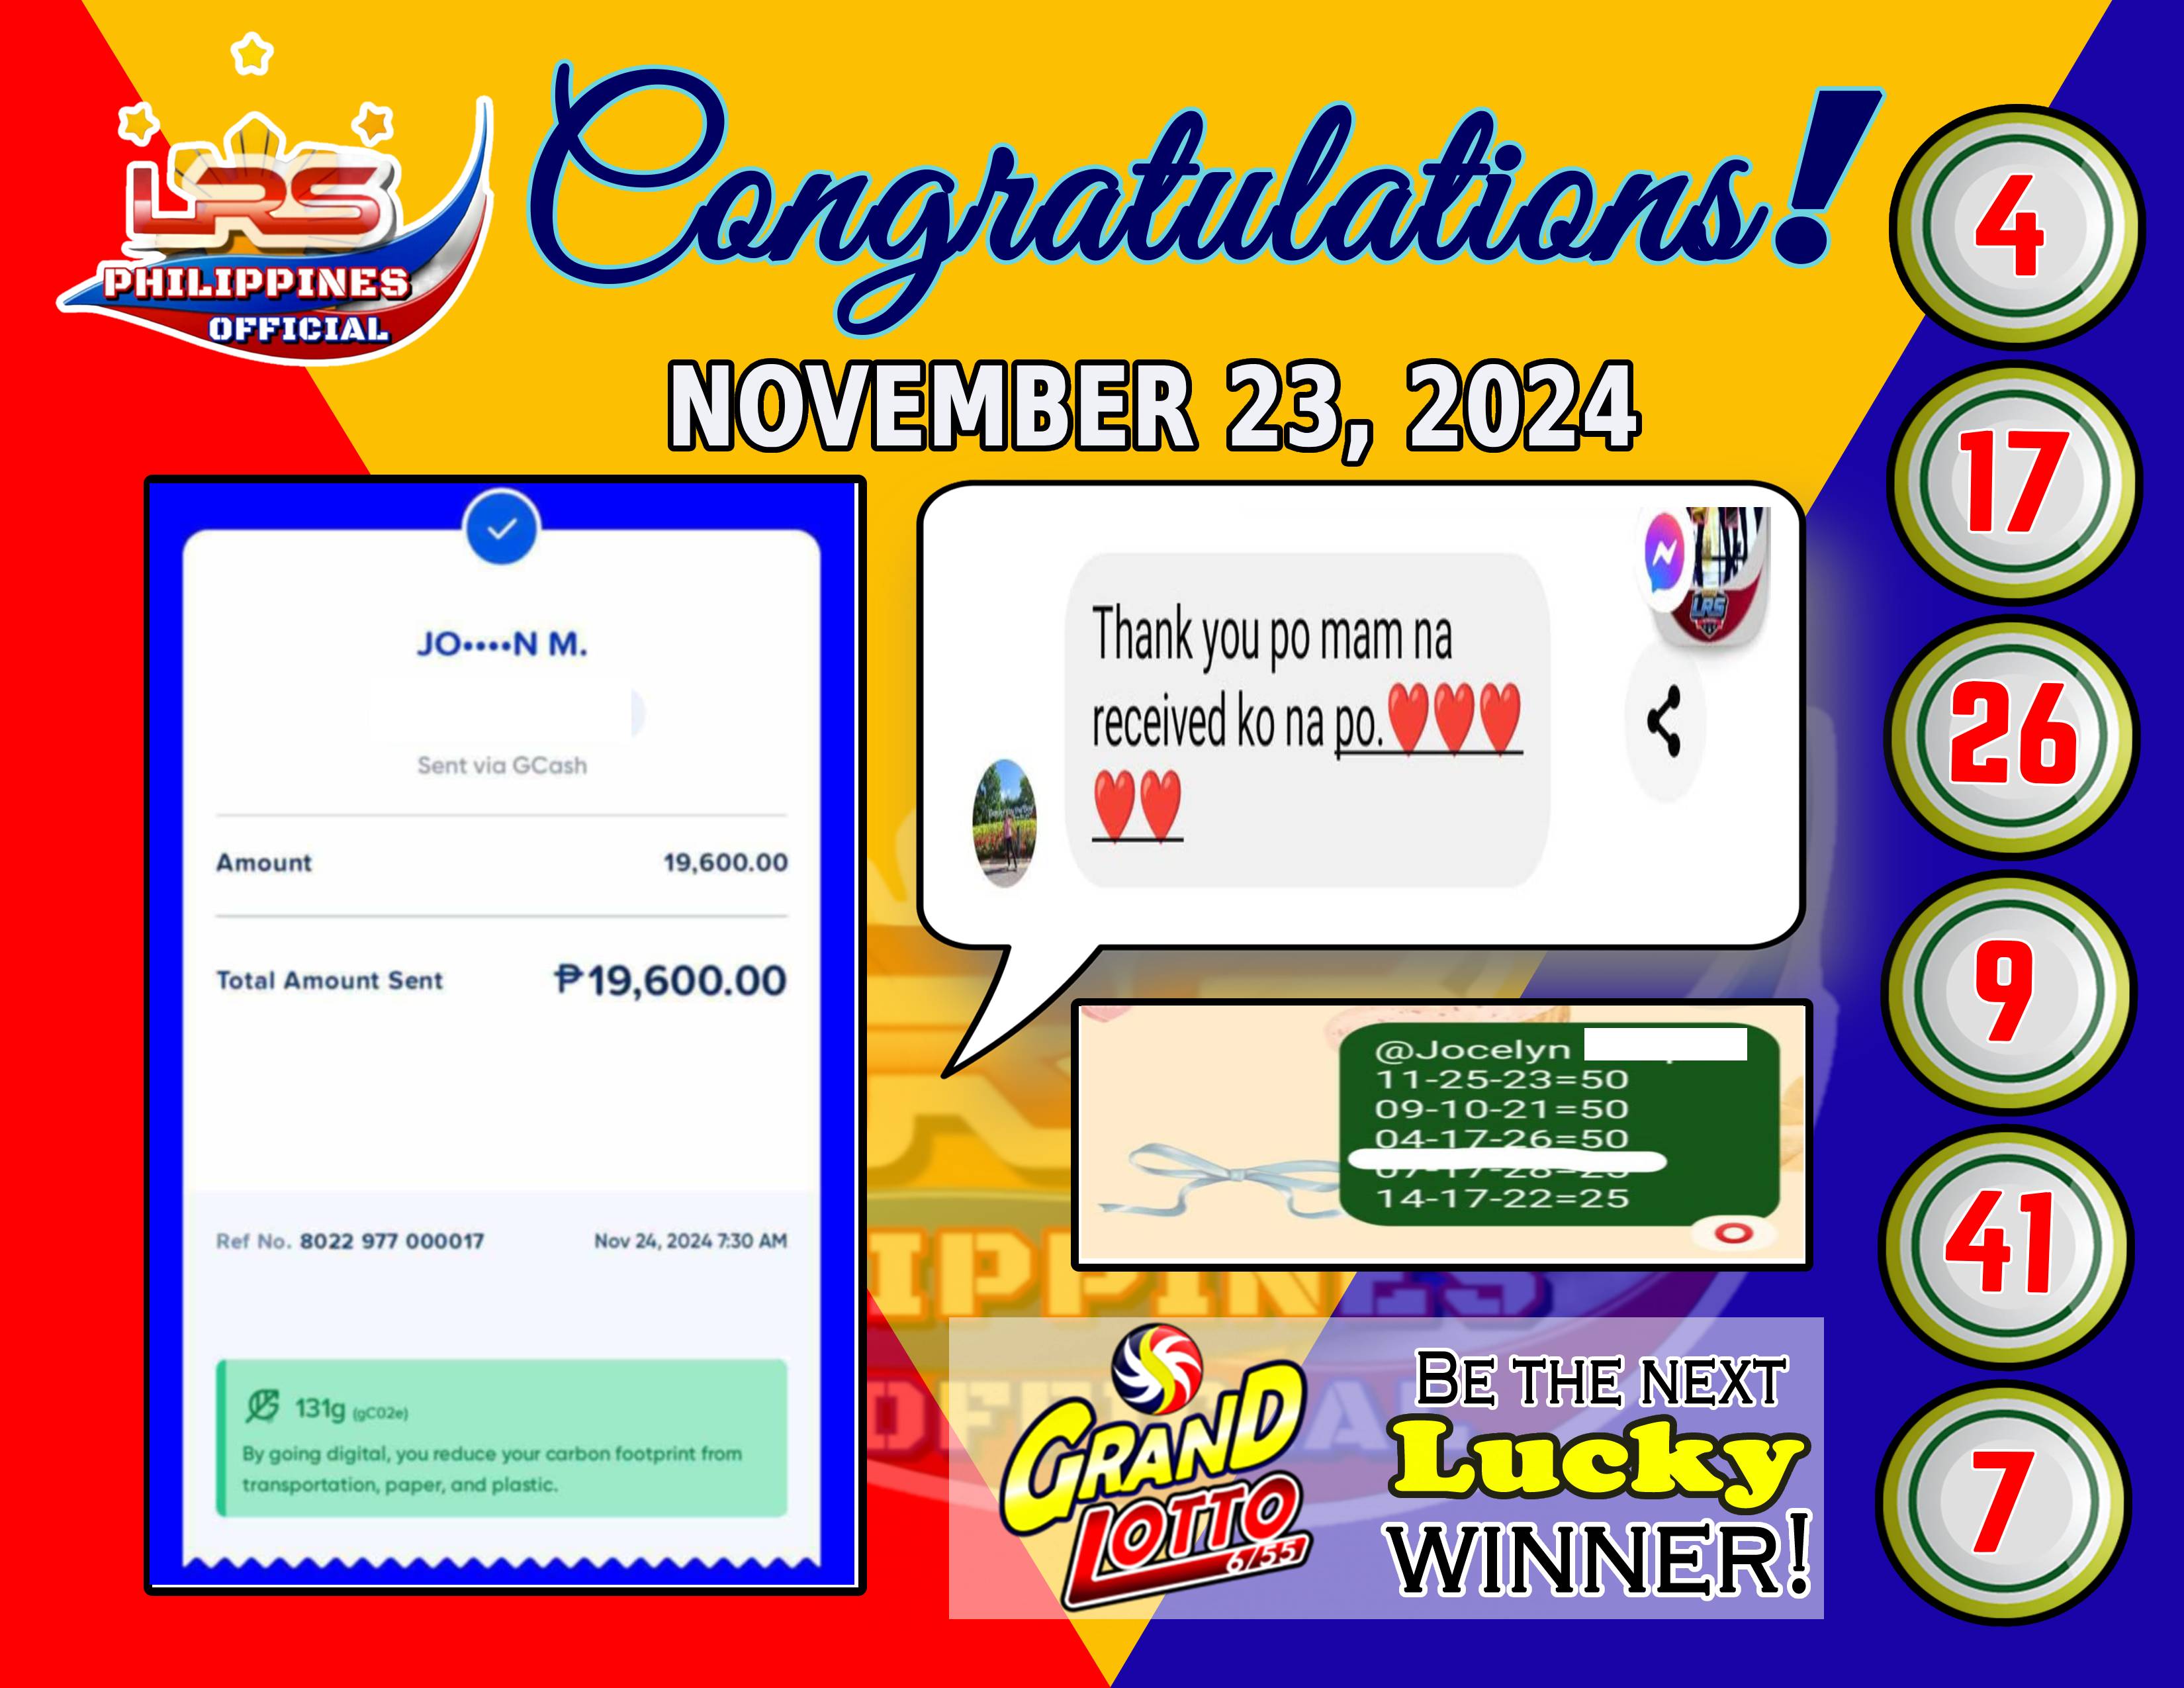 LRS
PHILIPPINES
OFFICIAL
Congratulations!
NOVEMBER 23, 2024
JO••••N M.
Sent via GCash
Amount 19,600.00
Total Amount Sent ₱19,600.00
Ref No. 8022 977 000017 Nov 24, 2024 7:30 AM
131g (gCO2e)
By going digital, you reduce your carbon footprint from
transportation, paper, and plastic.
Thank you po mam na
received ko na po.❤️❤️❤️
❤️❤️
LRS
@Jocelyn
11-25-23=50
09-10-21=50
04-17-26=50
14-17-22=25
GRAND
LOTTO
6/55
BE THE NEXT
Lucky
WINNER!
4
17
26
9
41
7